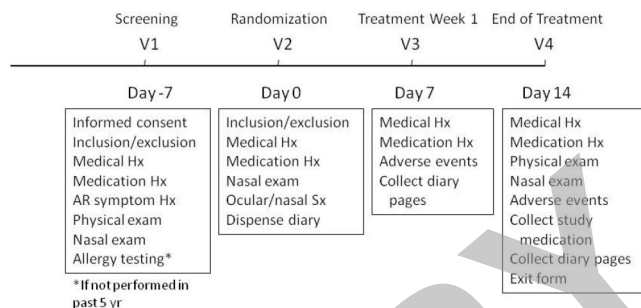 Screening
Randomization
Treatment Week 1
End of Treatment
V1
V2
V3
V4
Day -7
Day 0
Day 7
Day 14
Informed consent
Inclusion/exclusion
Medical Hx
Medication Hx
AR symptom Hx
Physical exam
Nasal exam
Allergy testing*
*If not performed in
past 5 yr
Inclusion/exclusion
Medical Hx
Medication Hx
Nasal exam
Ocular/nasal Sx
Dispense diary
Medical Hx
Medication Hx
Adverse events
Collect diary
pages
Medical Hx
Medication Hx
Physical exam
Nasal exam
Adverse events
Collect study
medication
Collect diary pages
Exit form